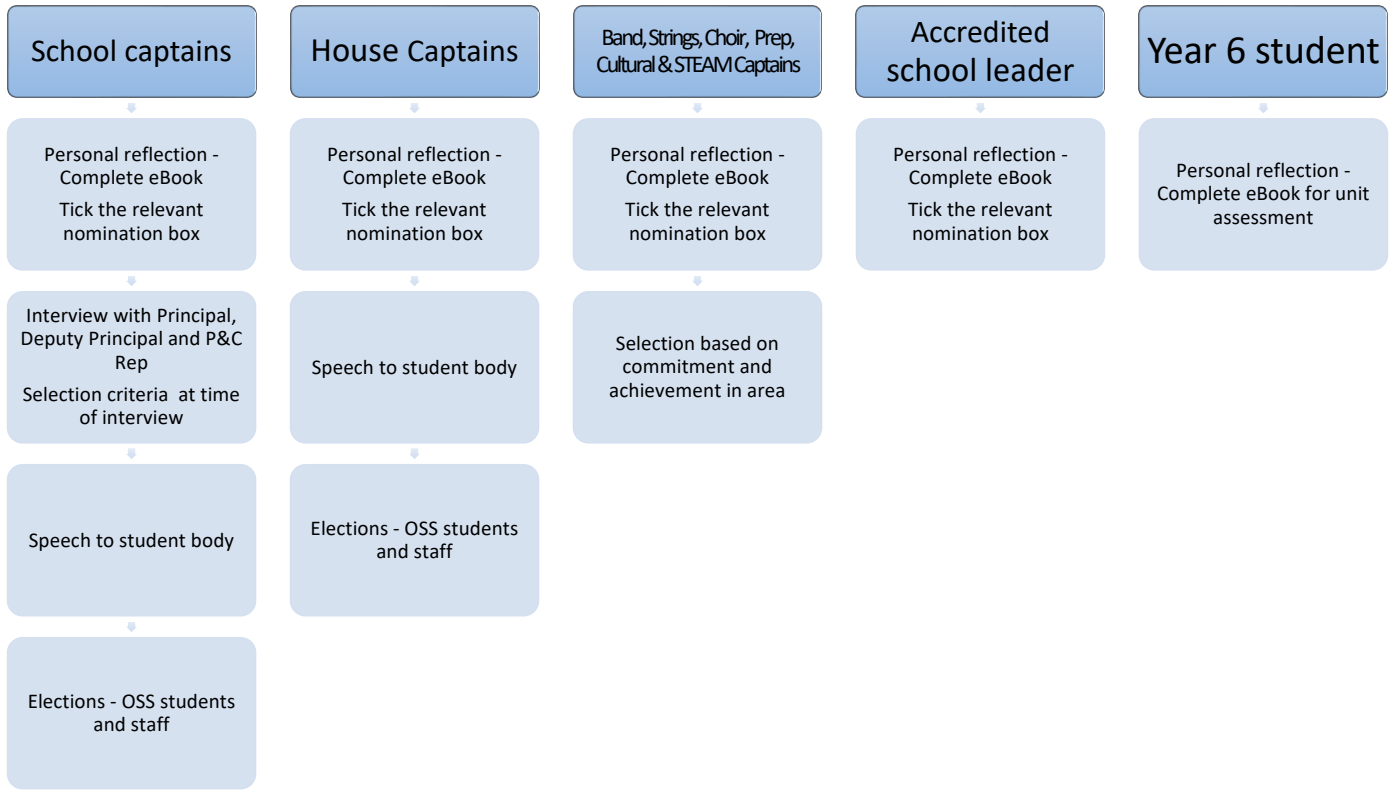 School captains
Personal reflection -
Complete eBook
Tick the relevant
nomination box
Interview with Principal,
Deputy Principal and P&C
Rep
Selection criteria at time
of interview
Speech to student body
Elections - OSS students
and staff
House Captains
Personal reflection -
Complete eBook
Tick the relevant
nomination box
Speech to student body
Elections - OSS students
and staff
Band, Strings, Choir, Prep,
Cultural & STEAM Captains
Personal reflection -
Complete eBook
Tick the relevant
nomination box
Selection based on
commitment and
achievement in area
Accredited
school leader
Personal reflection -
Complete eBook
Tick the relevant
nomination box
Year 6 student
Personal reflection -
Complete eBook for unit
assessment